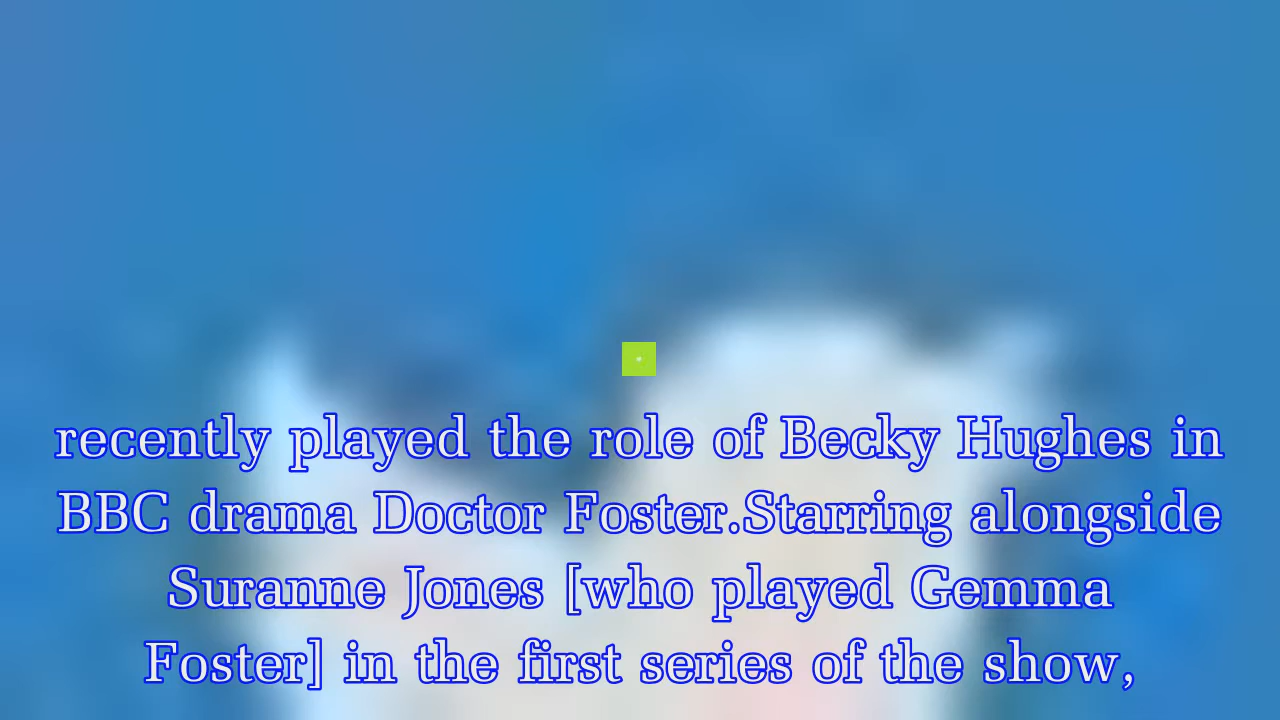 recently played the role of Becky Hughes in
BBC drama Doctor Foster.Starring alongside
Suranne Jones [who played Gemma
Foster] in the first series of the show,